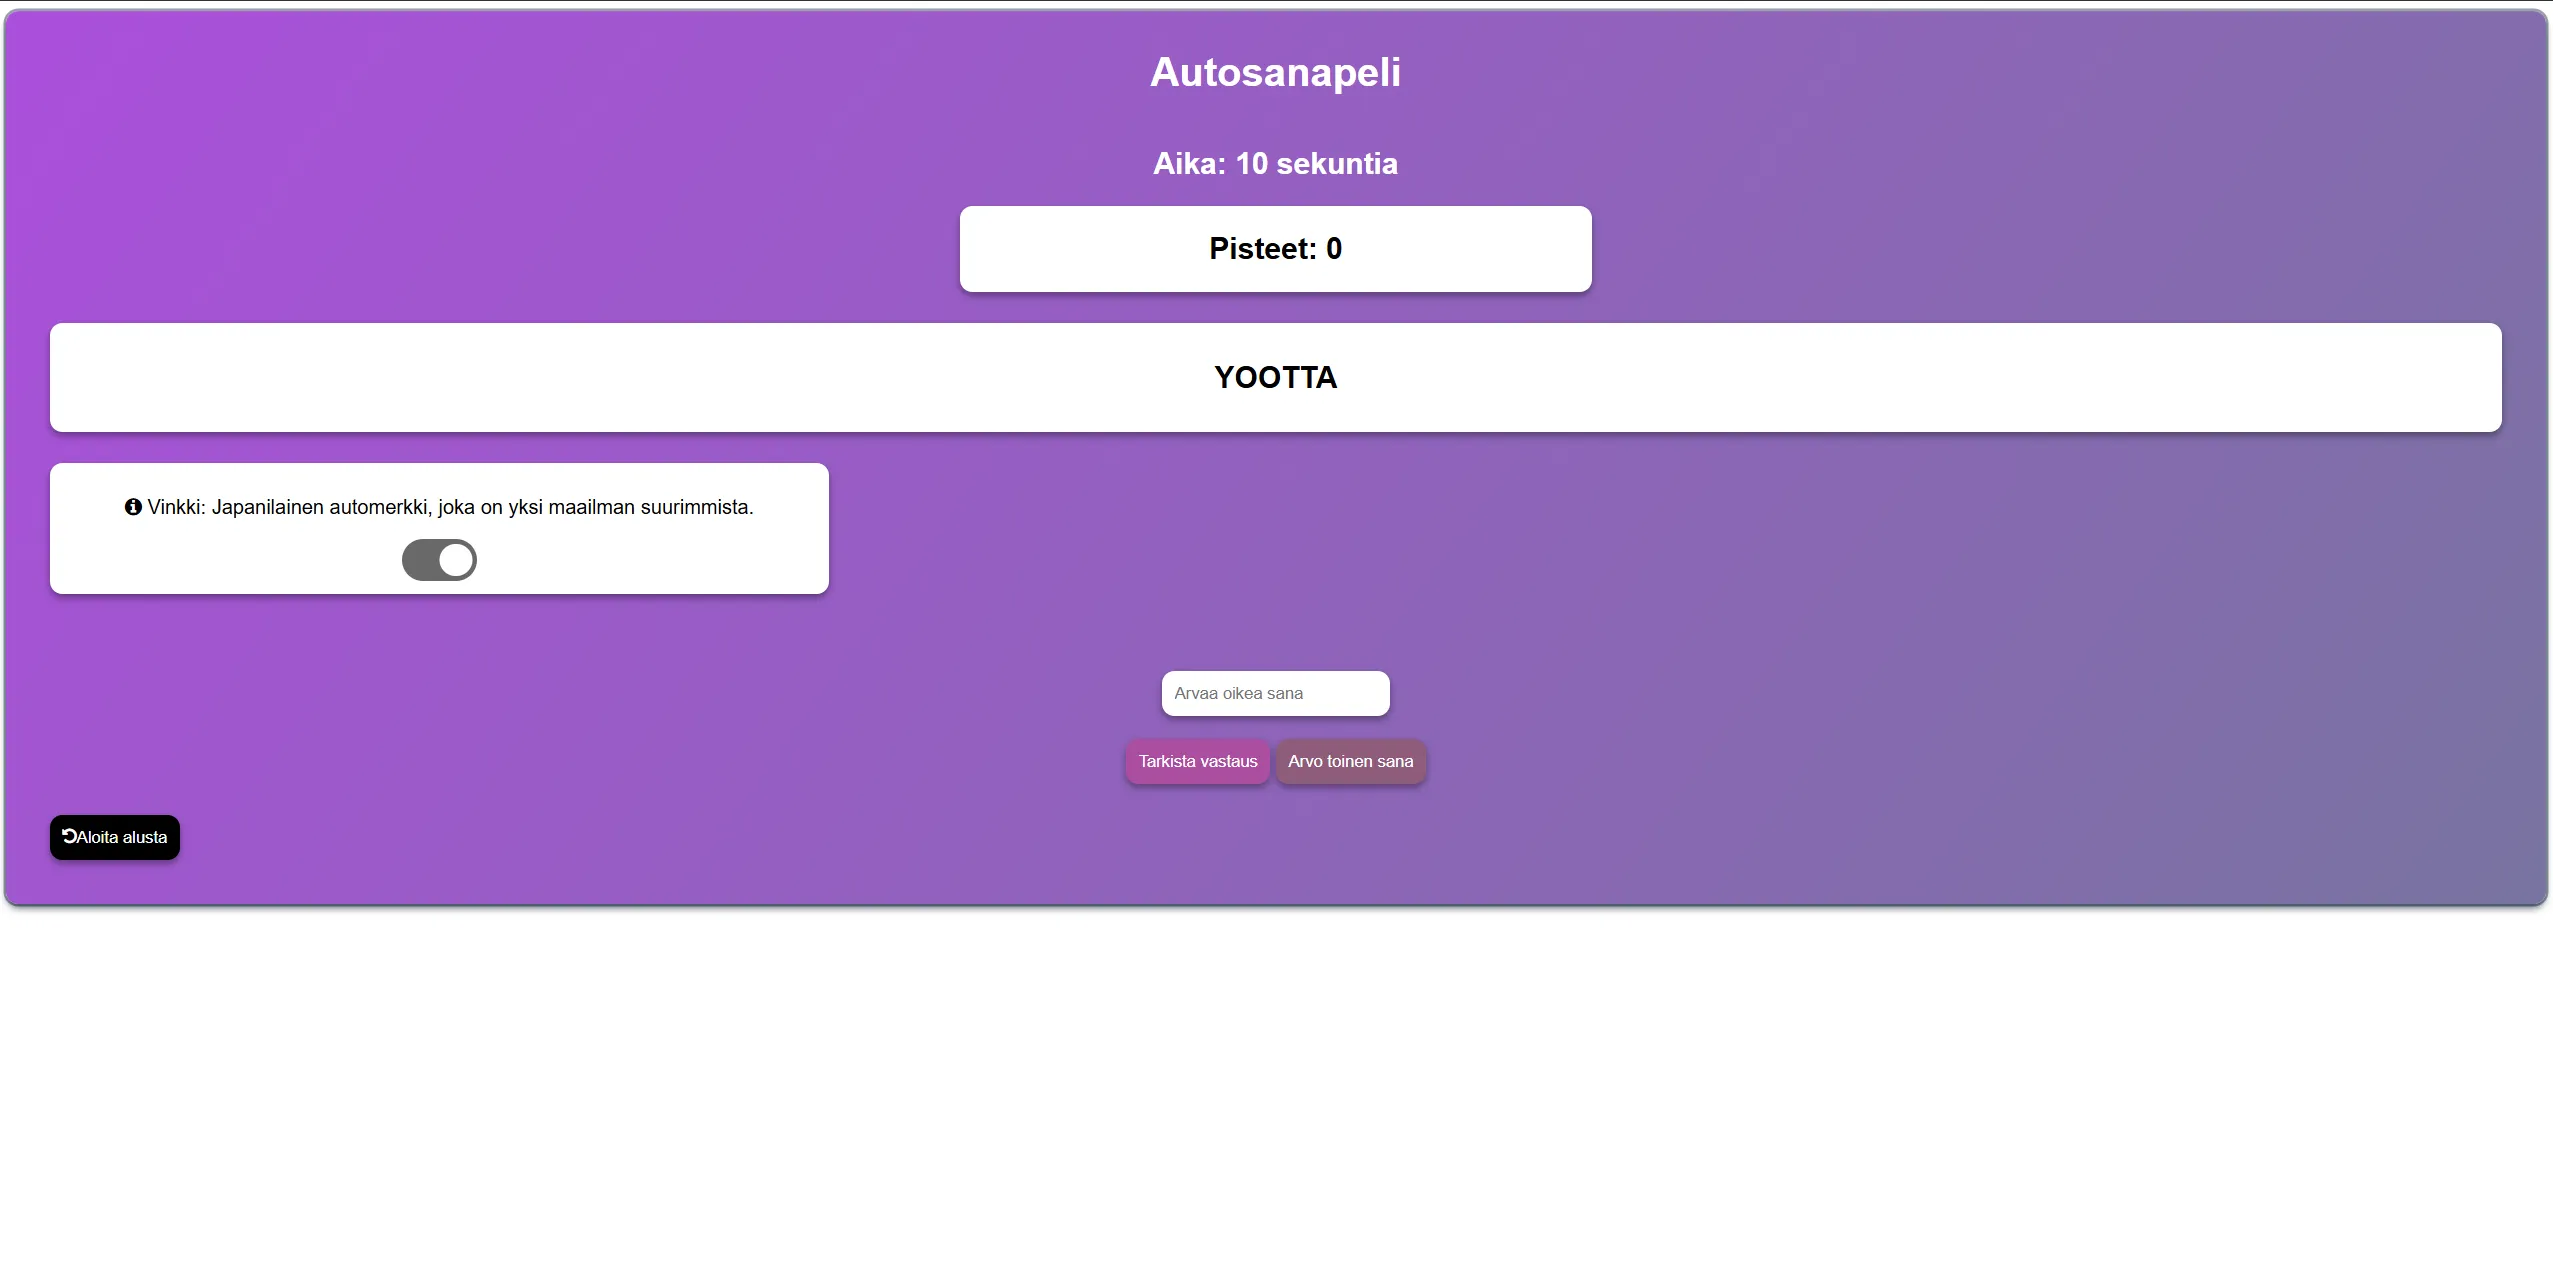 Autosanapeli
Aika: 10 sekuntia
Pisteet: 0
YOOTTA
Vinkki: Japanilainen automerkki, joka on yksi maailman suurimmista.
Arvaa oikea sana
Tarkista vastaus
Arvo toinen sana
Aloita alusta